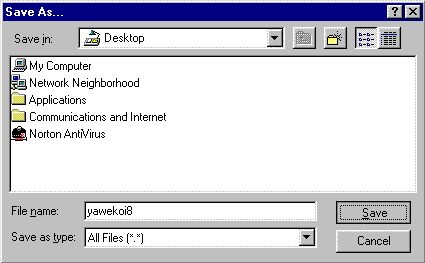 Save As...
Save in: Desktop
My Computer
Network Neighborhood
Applications
Communications and Internet
Norton AntiVirus
File name: yawekoi8 Save
Save as type: All Files (*.*) Cancel